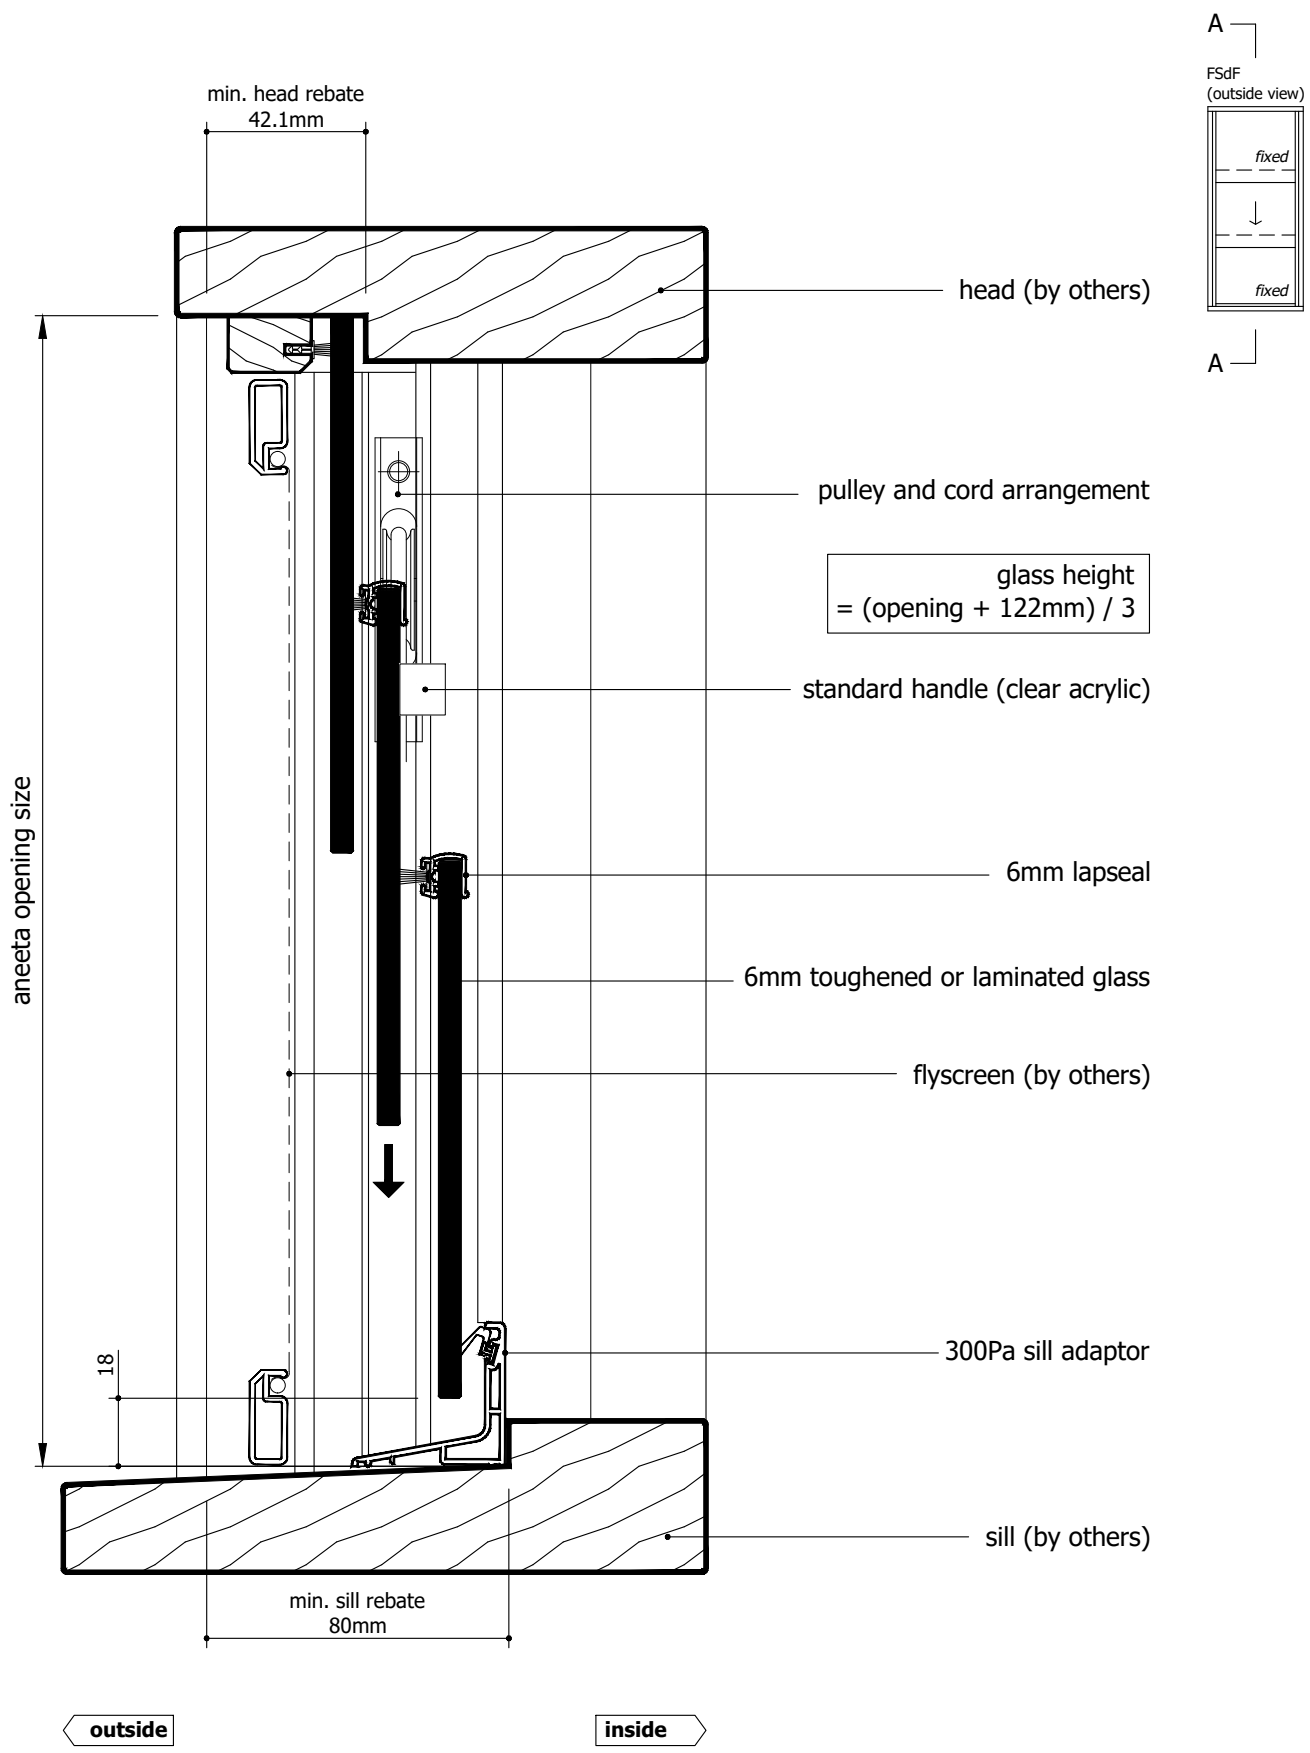 A
FSdF
(outside view)
fixed
fixed
A
min. head rebate
42.1mm
head (by others)
pulley and cord arrangement
glass height
= (opening + 122mm) / 3
standard handle (clear acrylic)
aneeta opening size
6mm lapseal
6mm toughened or laminated glass
flyscreen (by others)
18
300Pa sill adaptor
sill (by others)
min. sill rebate
80mm
outside
inside